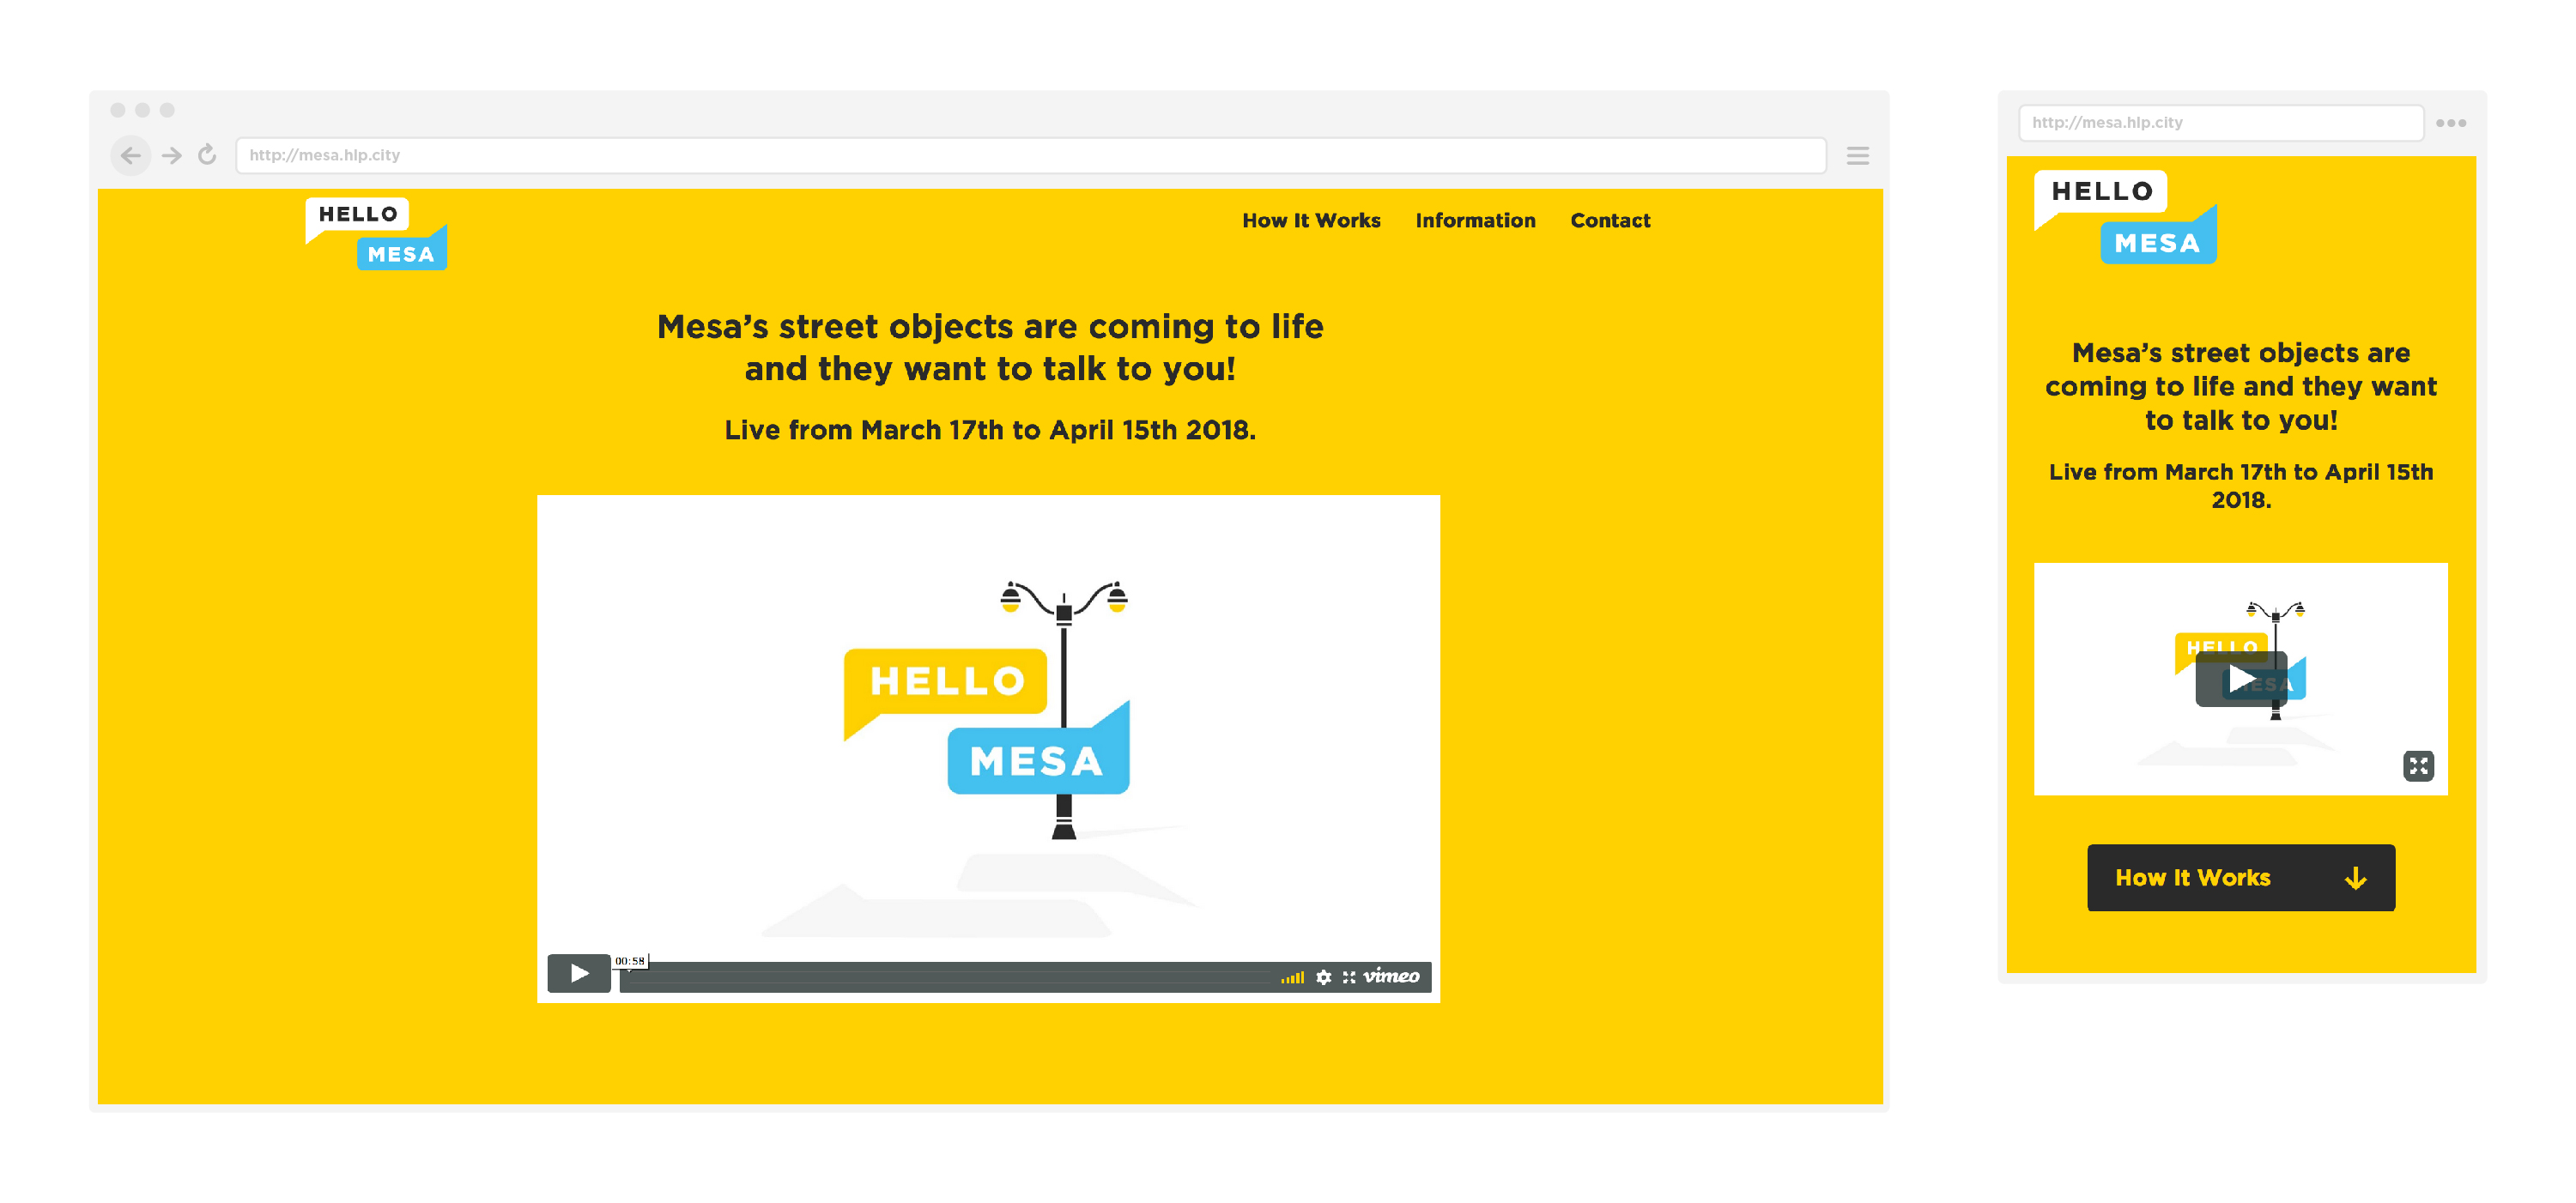 http://mesa.hlp.city
HELLO
MESA
How It Works Information Contact
Mesa's street objects are coming to life
and they want to talk to you!
Live from March 17th to April 15th 2018.
HELLO
MESA
00:58
vimeo
http://mesa.hlp.city
HELLO
MESA
Mesa's street objects are
coming to life and they want
to talk to you!
Live from March 17th to April 15th
2018.
HELLO
MESA
How It Works